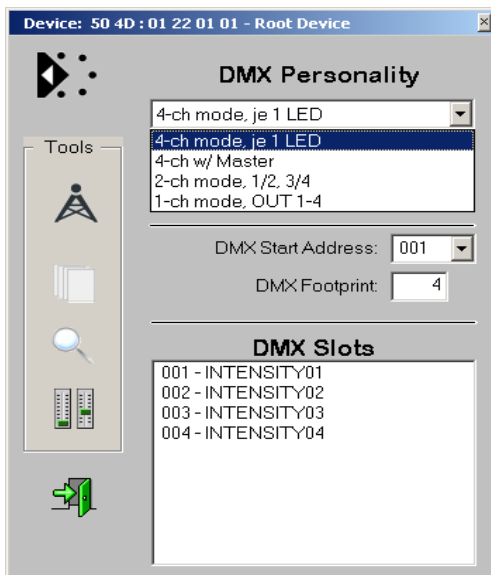 Device: 50 4D : 01 22 01 01 - Root Device
DMX Personality
4-ch mode, je 1 LED
Tools
4-ch mode, je 1 LED
4-ch w/ Master
2-ch mode, 1/2, 3/4
1-ch mode, OUT 1-4
DMX Start Address: 001
DMX Footprint: 4
DMX Slots
001 - INTENSITY01
002 - INTENSITY02
003 - INTENSITY03
004 - INTENSITY04